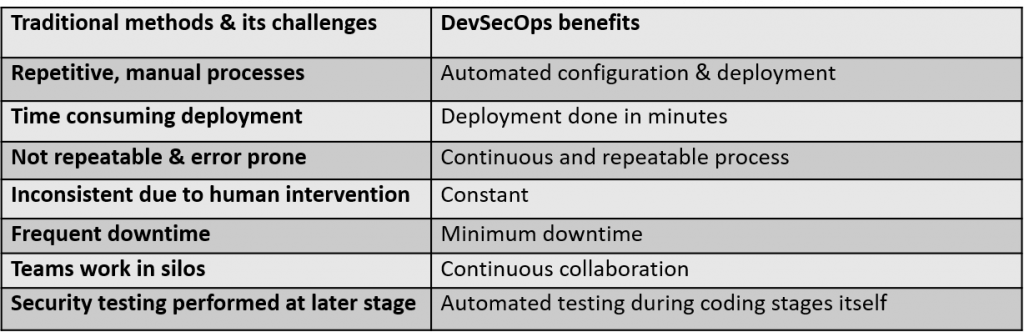 Traditional methods & its challenges DevSecOps benefits
Repetitive, manual processes Automated configuration & deployment
Time consuming deployment Deployment done in minutes
Not repeatable & error prone Continuous and repeatable process
Inconsistent due to human intervention Constant
Frequent downtime Minimum downtime
Teams work in silos Continuous collaboration
Security testing performed at later stage Automated testing during coding stages itself